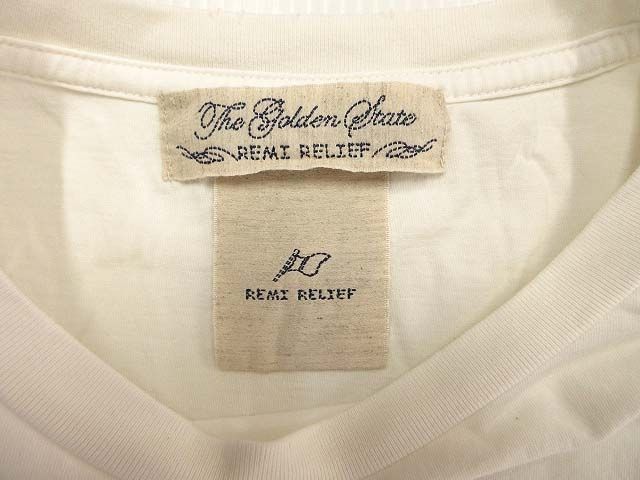 The Golden State
REMI RELIEF
REMI RELIEF